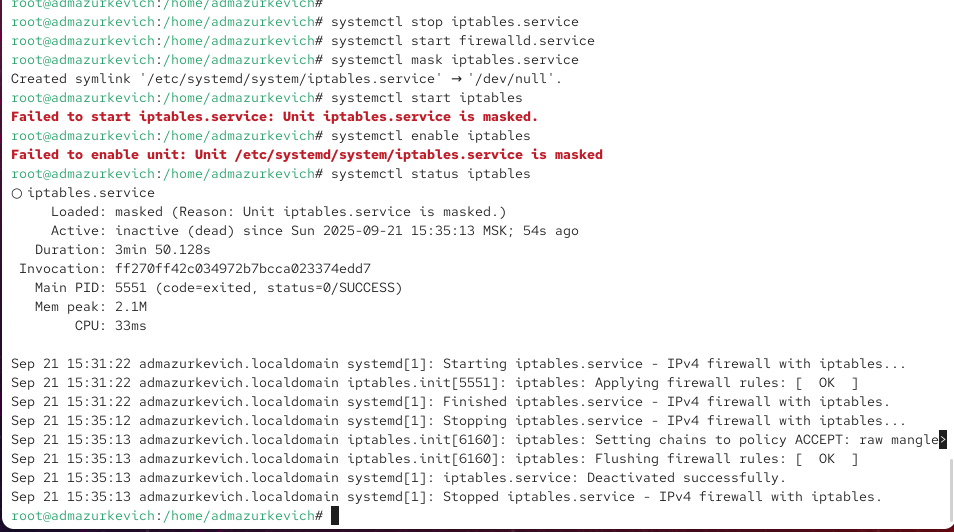 root@admazurkevich:/home/admazurkevich#
root@admazurkevich:/home/admazurkevich# systemctl stop iptables.service
root@admazurkevich:/home/admazurkevich# systemctl start firewalld.service
root@admazurkevich:/home/admazurkevich# systemctl mask iptables.service
Created symlink '/etc/systemd/system/iptables.service' → '/dev/null'.
root@admazurkevich:/home/admazurkevich# systemctl start iptables
Failed to start iptables.service: Unit iptables.service is masked.
root@admazurkevich:/home/admazurkevich# systemctl enable iptables
Failed to enable unit: Unit /etc/systemd/system/iptables.service is masked
root@admazurkevich:/home/admazurkevich# systemctl status iptables
○ iptables.service
     Loaded: masked (Reason: Unit iptables.service is masked.)
     Active: inactive (dead) since Sun 2025-09-21 15:35:13 MSK; 54s ago
   Duration: 3min 50.128s
 Invocation: ff270ff42c034972b7bcca023374edd7
   Main PID: 5551 (code=exited, status=0/SUCCESS)
   Mem peak: 2.1M
        CPU: 33ms

Sep 21 15:31:22 admazurkevich.localdomain systemd[1]: Starting iptables.service - IPv4 firewall with iptables...
Sep 21 15:31:22 admazurkevich.localdomain iptables.init[5551]: iptables: Applying firewall rules: [  OK  ]
Sep 21 15:31:22 admazurkevich.localdomain systemd[1]: Finished iptables.service - IPv4 firewall with iptables.
Sep 21 15:35:12 admazurkevich.localdomain systemd[1]: Stopping iptables.service - IPv4 firewall with iptables...
Sep 21 15:35:13 admazurkevich.localdomain iptables.init[6160]: iptables: Setting chains to policy ACCEPT: raw mangle>
Sep 21 15:35:13 admazurkevich.localdomain iptables.init[6160]: iptables: Flushing firewall rules: [  OK  ]
Sep 21 15:35:13 admazurkevich.localdomain systemd[1]: iptables.service: Deactivated successfully.
Sep 21 15:35:13 admazurkevich.localdomain systemd[1]: Stopped iptables.service - IPv4 firewall with iptables.
root@admazurkevich:/home/admazurkevich#